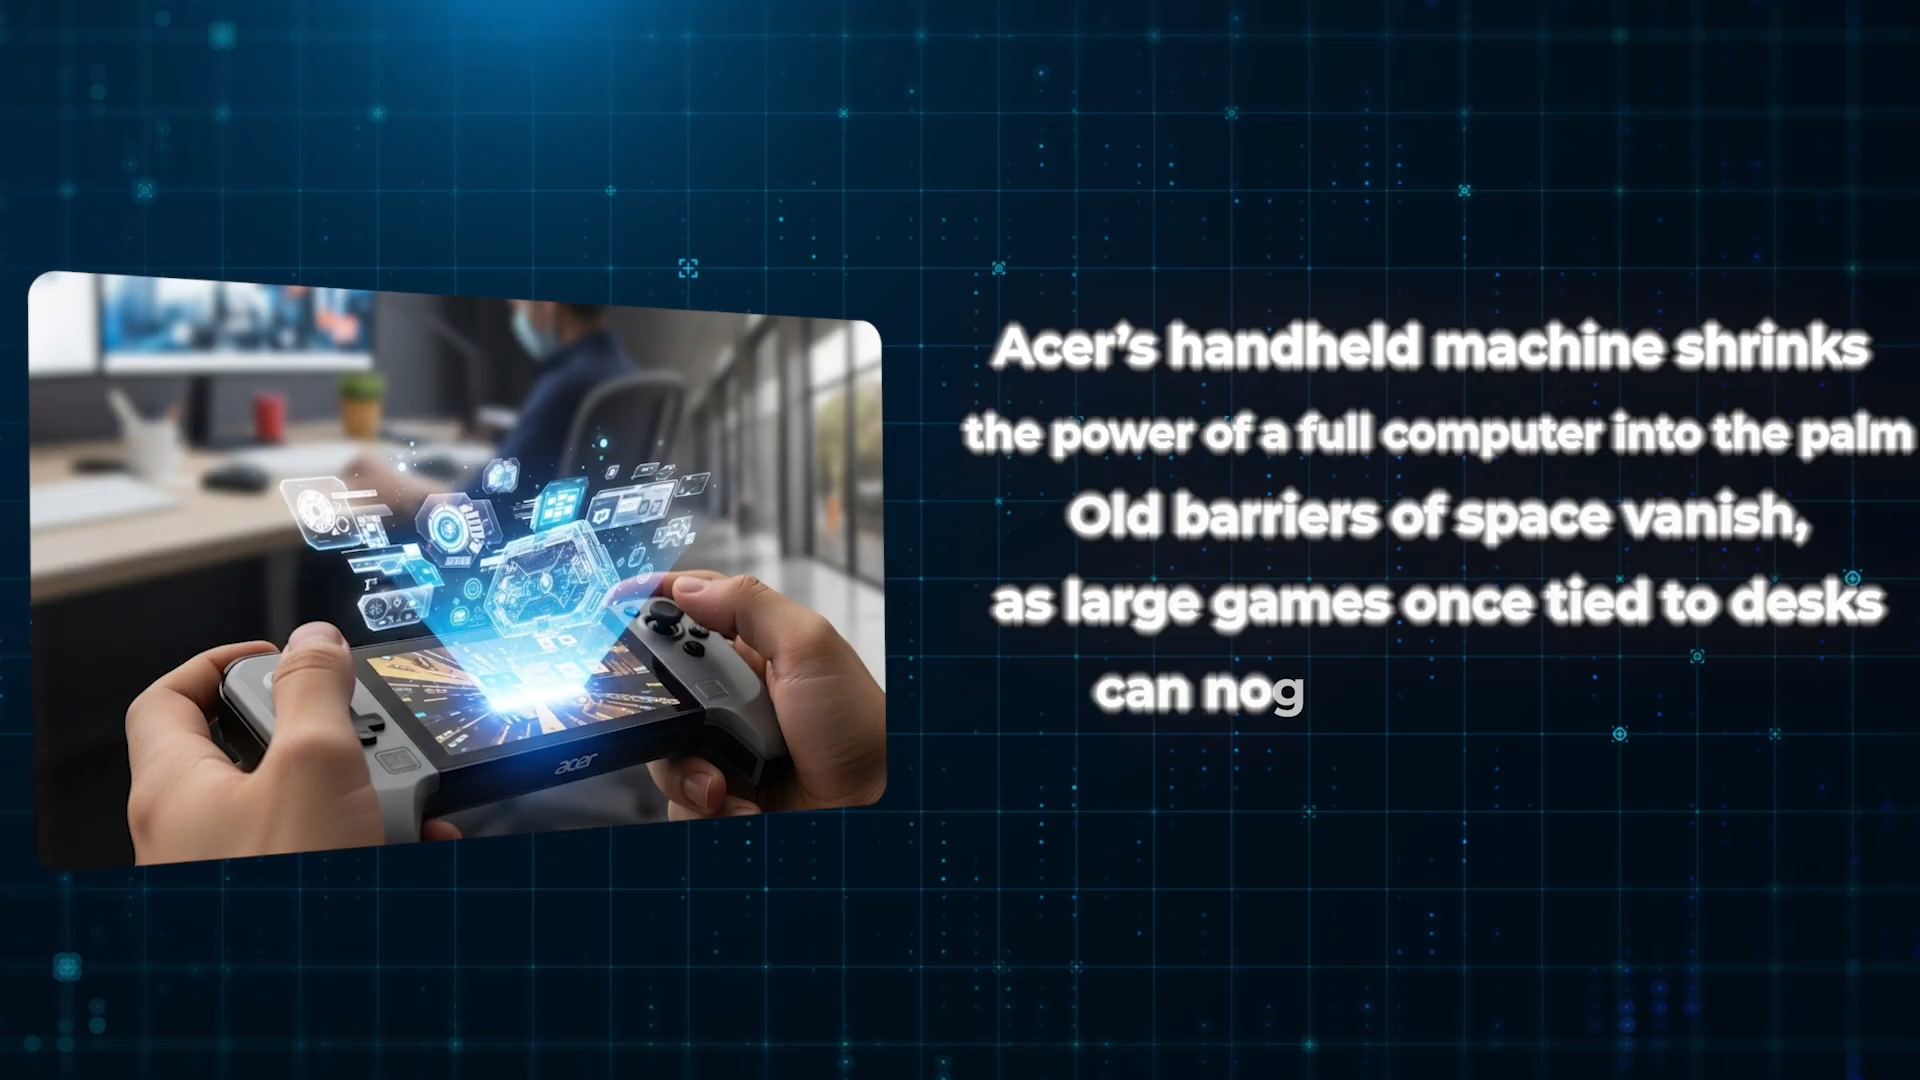 Acer's handheld machine shrinks
the power of a full computer into the palm
Old barriers of space vanish,
as large games once tied to desks
can nog
acer